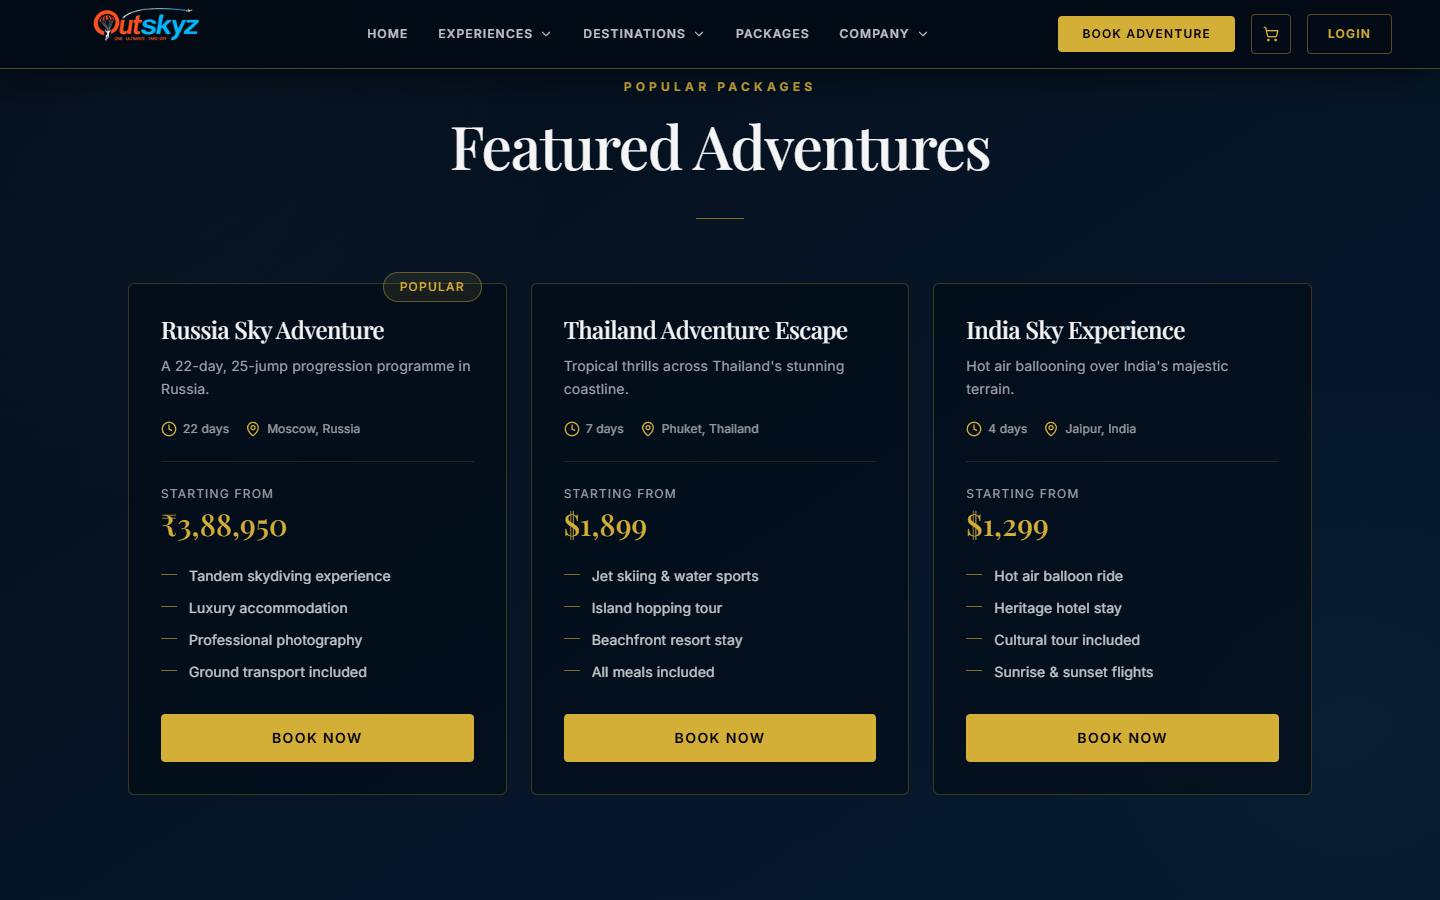 Outskyz
ONE ULTIMATE TAKE-OFF
HOME
EXPERIENCES
DESTINATIONS
PACKAGES
COMPANY
BOOK ADVENTURE
LOGIN
POPULAR PACKAGES
Featured Adventures
POPULAR
Russia Sky Adventure
A 22-day, 25-jump progression programme in
Russia.
22 days
Moscow, Russia
STARTING FROM
₹3,88,950
Tandem skydiving experience
Luxury accommodation
Professional photography
Ground transport included
BOOK NOW
Thailand Adventure Escape
Tropical thrills across Thailand's stunning
coastline.
7 days
Phuket, Thailand
STARTING FROM
$1,899
Jet skiing & water sports
Island hopping tour
Beachfront resort stay
All meals included
BOOK NOW
India Sky Experience
Hot air ballooning over India's majestic
terrain.
4 days
Jaipur, India
STARTING FROM
$1,299
Hot air balloon ride
Heritage hotel stay
Cultural tour included
Sunrise & sunset flights
BOOK NOW